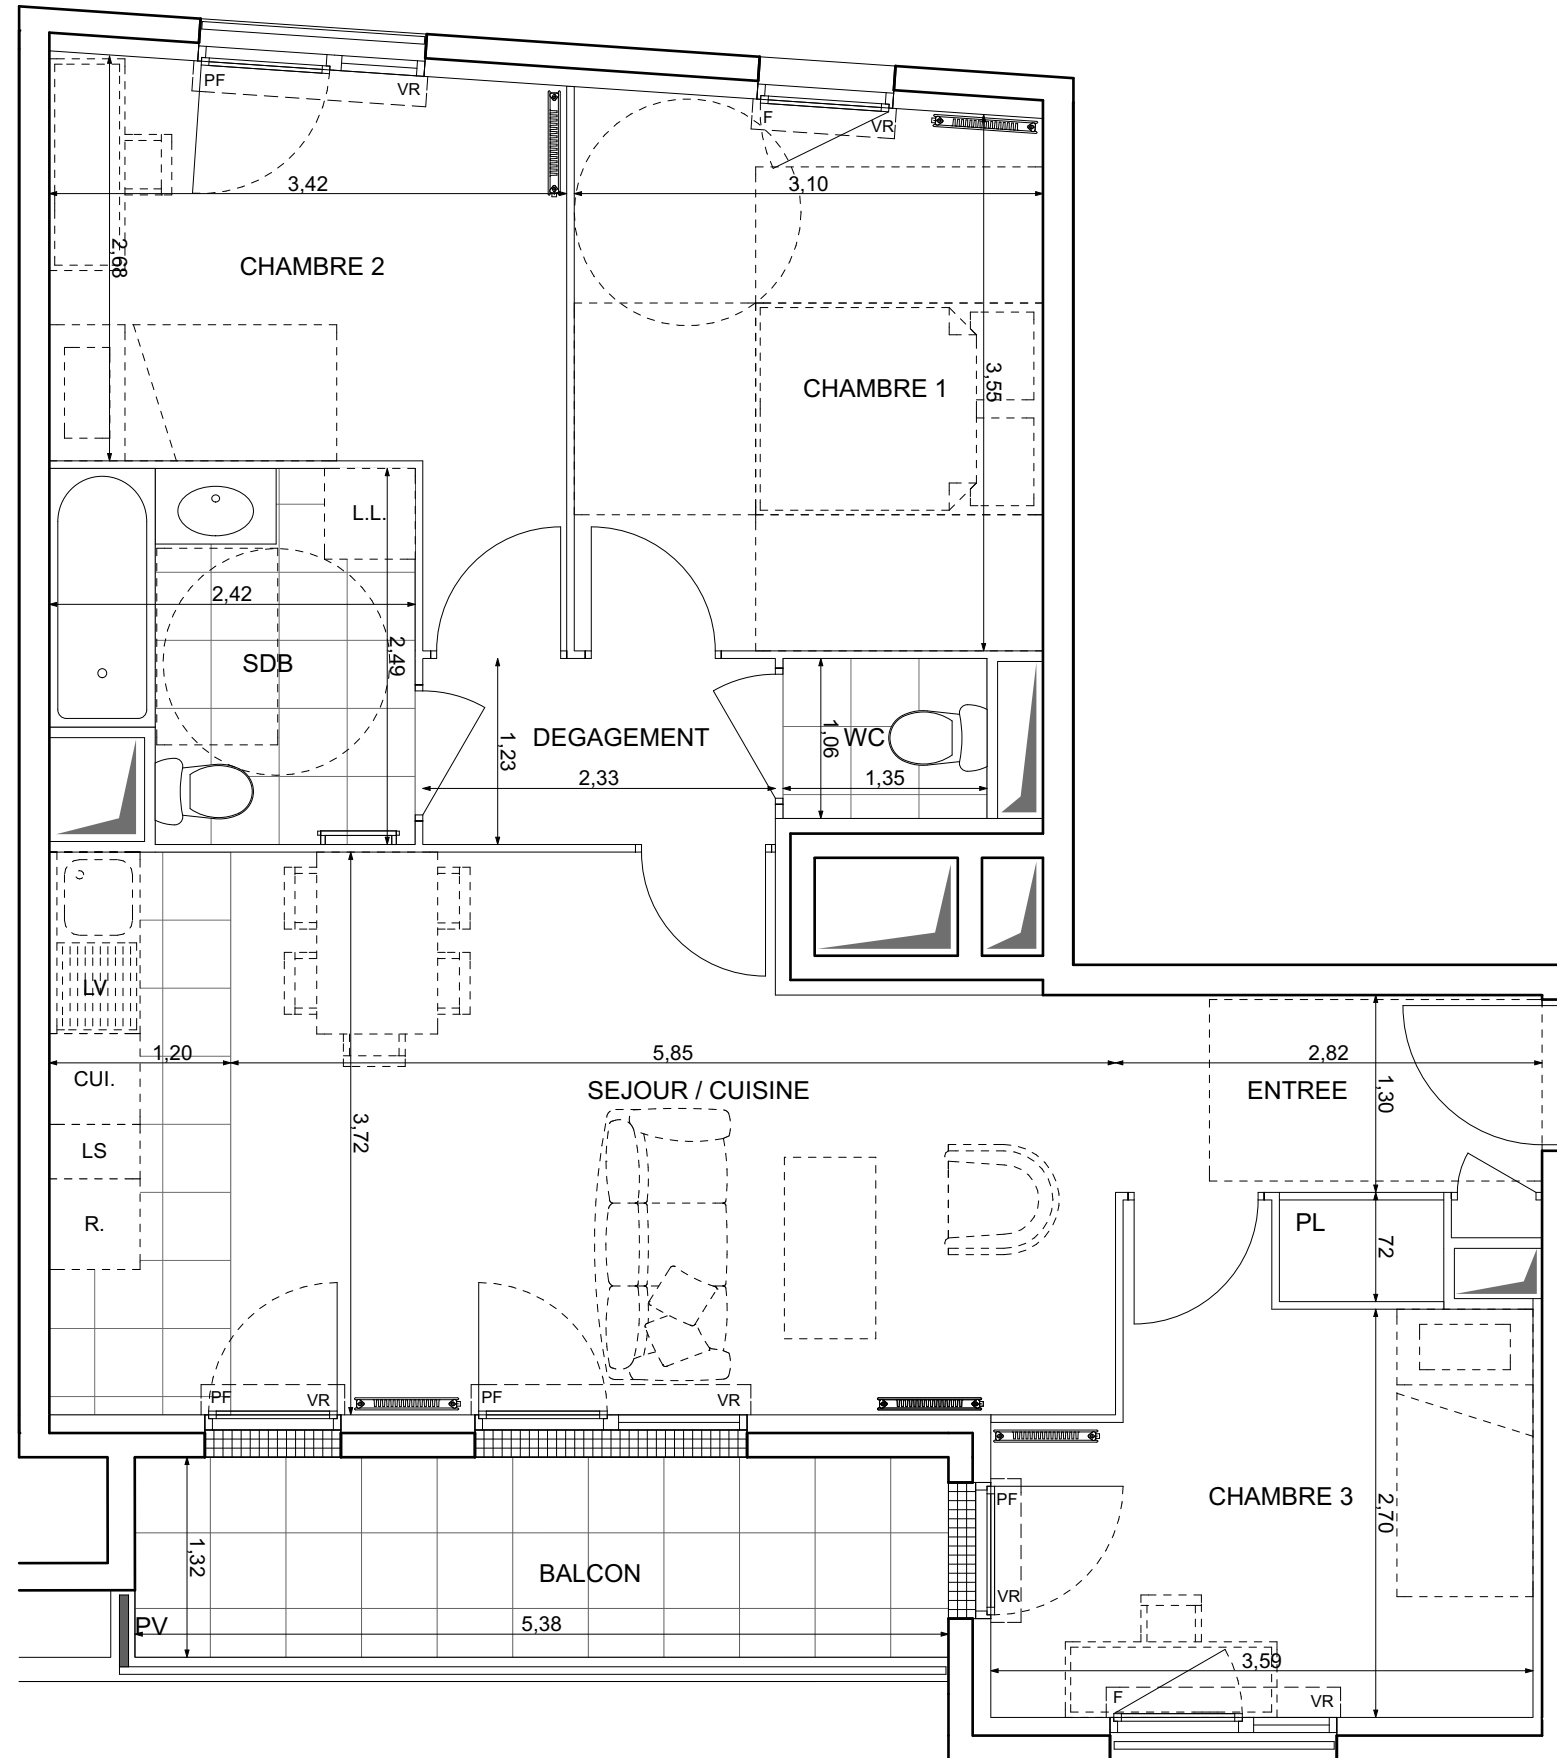 PF
VR
F
VR
3,42
3,10
2,68
CHAMBRE 2
3,55
CHAMBRE 1
L.L.
2,42
2,49
SDB
1,23
DEGAGEMENT
2,33
1,06
WC
1,35
LV
1,20
5,85
2,82
CUI.
SEJOUR / CUISINE
ENTREE
1,30
3,72
LS
R.
PL
72
PF
VR
PF
VR
CHAMBRE 3
2,70
PF
VR
1,32
BALCON
PV
5,38
3,59
F
VR